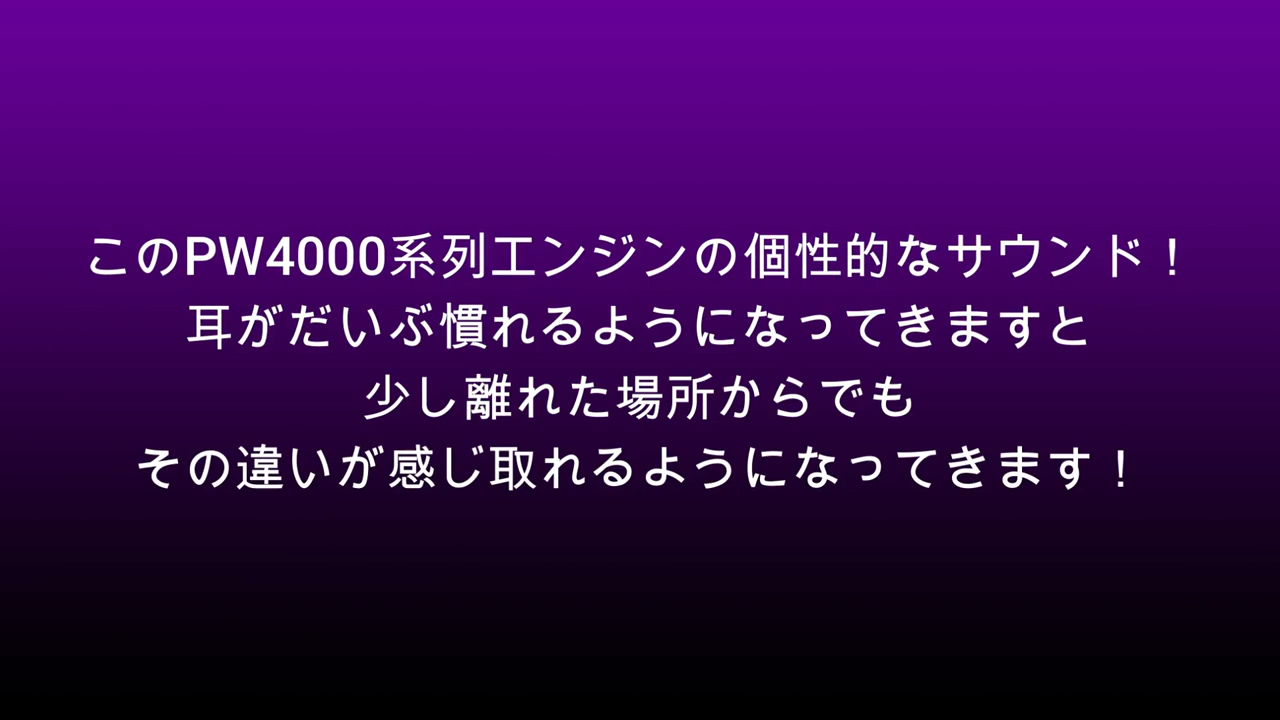 このPW4000系列エンジンの個性的なサウンド！
耳がだいぶ慣れるようになってきますと
少し離れた場所からでも
その違いが感じ取れるようになってきます！